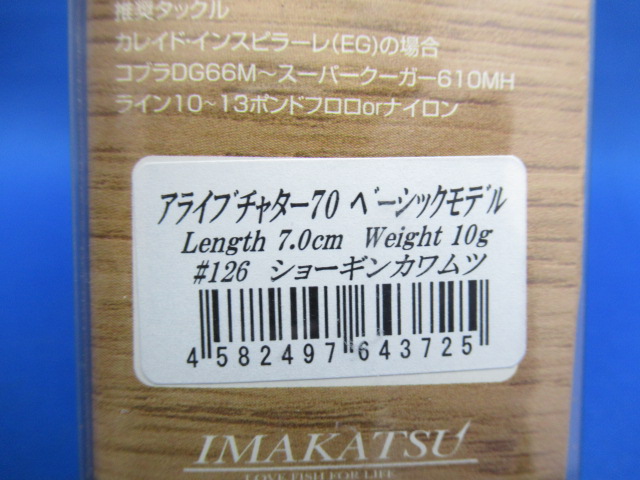 推奨タックル
カレイド・インスピラーレ(EG)の場合
コブラDG66M〜スーパークーガー610MH
ライン10〜13ポンドフロロorナイロン
アライブチャター70 ベーシックモデル
Length 7.0cm Weight 10g
#126 ショーギンカワムツ
4 582497 643725
IMAKATSU
LOVE FISH FOR LIFE